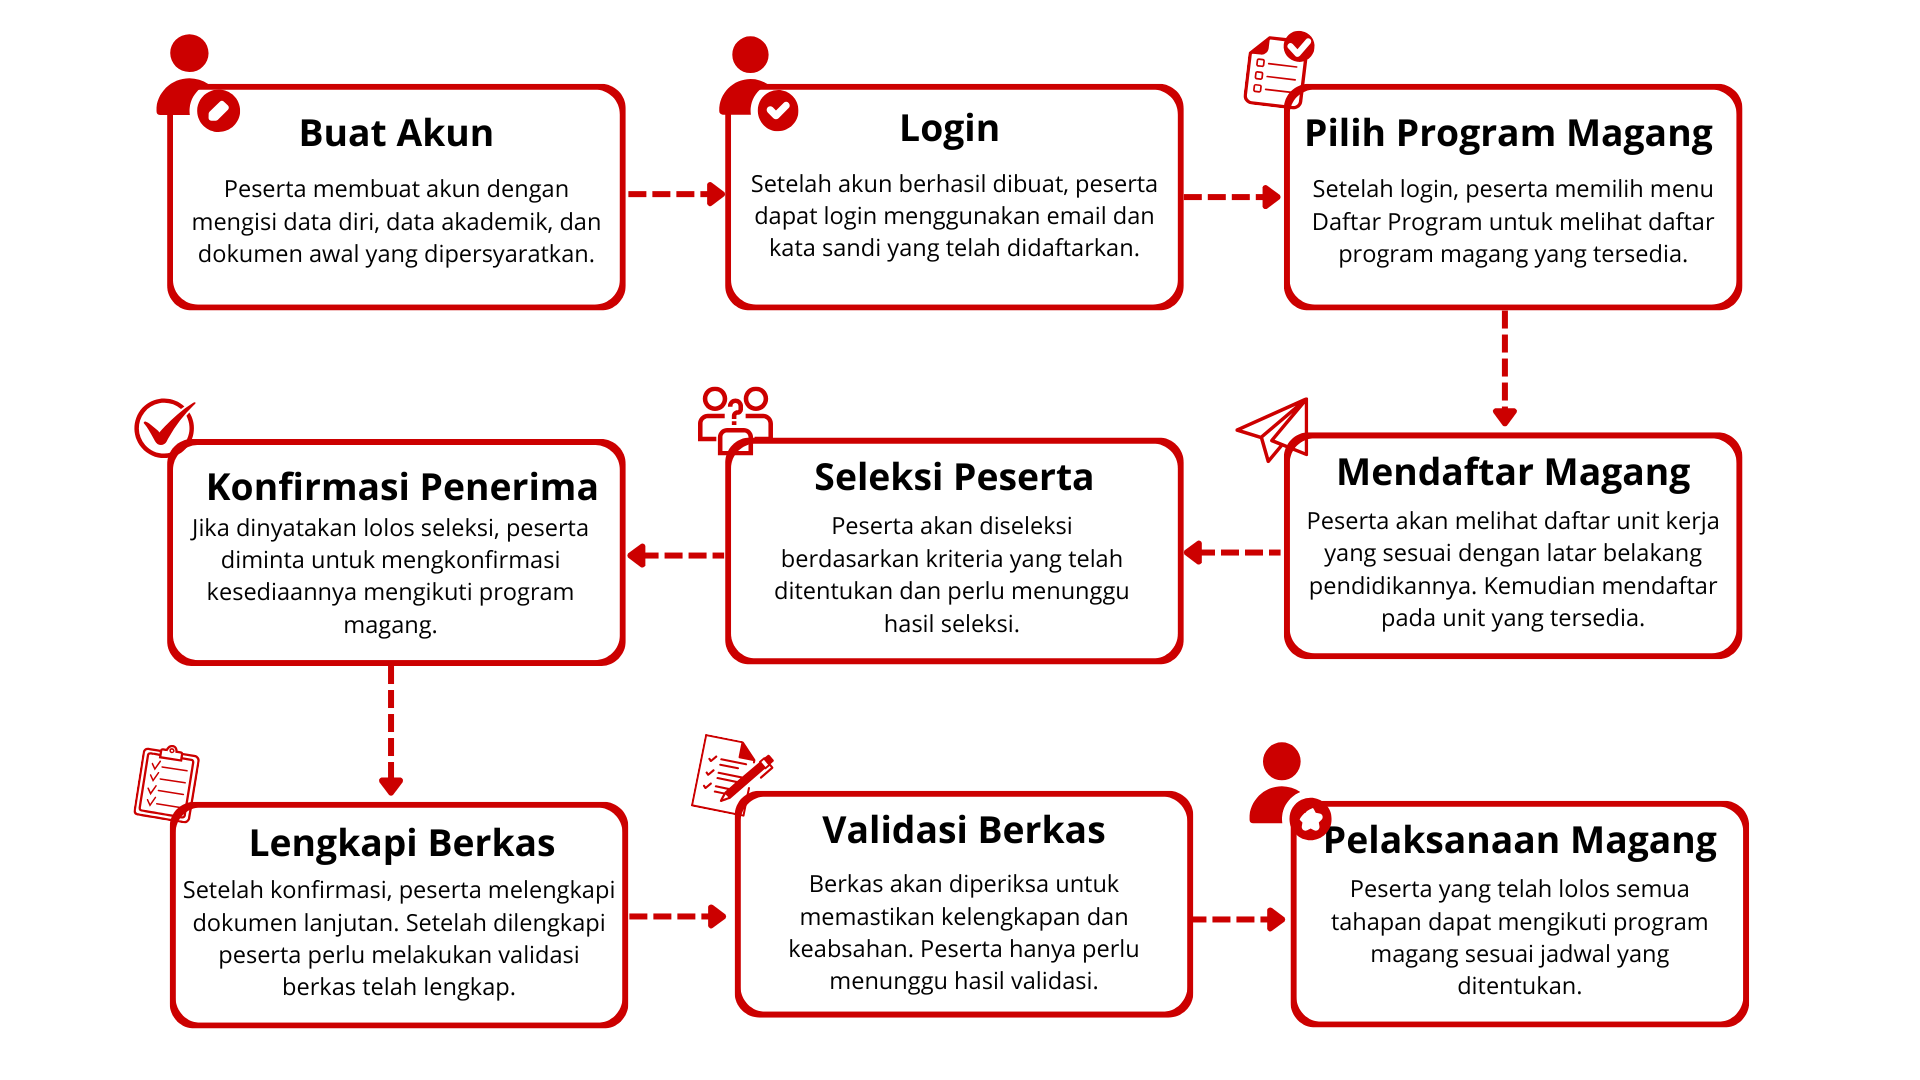 Buat Akun
Peserta membuat akun dengan
mengisi data diri, data akademik, dan
dokumen awal yang dipersyaratkan.
Login
Setelah akun berhasil dibuat, peserta
dapat login menggunakan email dan
kata sandi yang telah didaftarkan.
Pilih Program Magang
Setelah login, peserta memilih menu
Daftar Program untuk melihat daftar
program magang yang tersedia.
Mendaftar Magang
Peserta akan melihat daftar unit kerja
yang sesuai dengan latar belakang
pendidikannya. Kemudian mendaftar
pada unit yang tersedia.
Seleksi Peserta
Peserta akan diseleksi
berdasarkan kriteria yang telah
ditentukan dan perlu menunggu
hasil seleksi.
Konfirmasi Penerima
Jika dinyatakan lolos seleksi, peserta
diminta untuk mengkonfirmasi
kesediaannya mengikuti program
magang.
Lengkapi Berkas
Setelah konfirmasi, peserta melengkapi
dokumen lanjutan. Setelah dilengkapi
peserta perlu melakukan validasi
berkas telah lengkap.
Validasi Berkas
Berkas akan diperiksa untuk
memastikan kelengkapan dan
keabsahan. Peserta hanya perlu
menunggu hasil validasi.
Pelaksanaan Magang
Peserta yang telah lolos semua
tahapan dapat mengikuti program
magang sesuai jadwal yang
ditentukan.